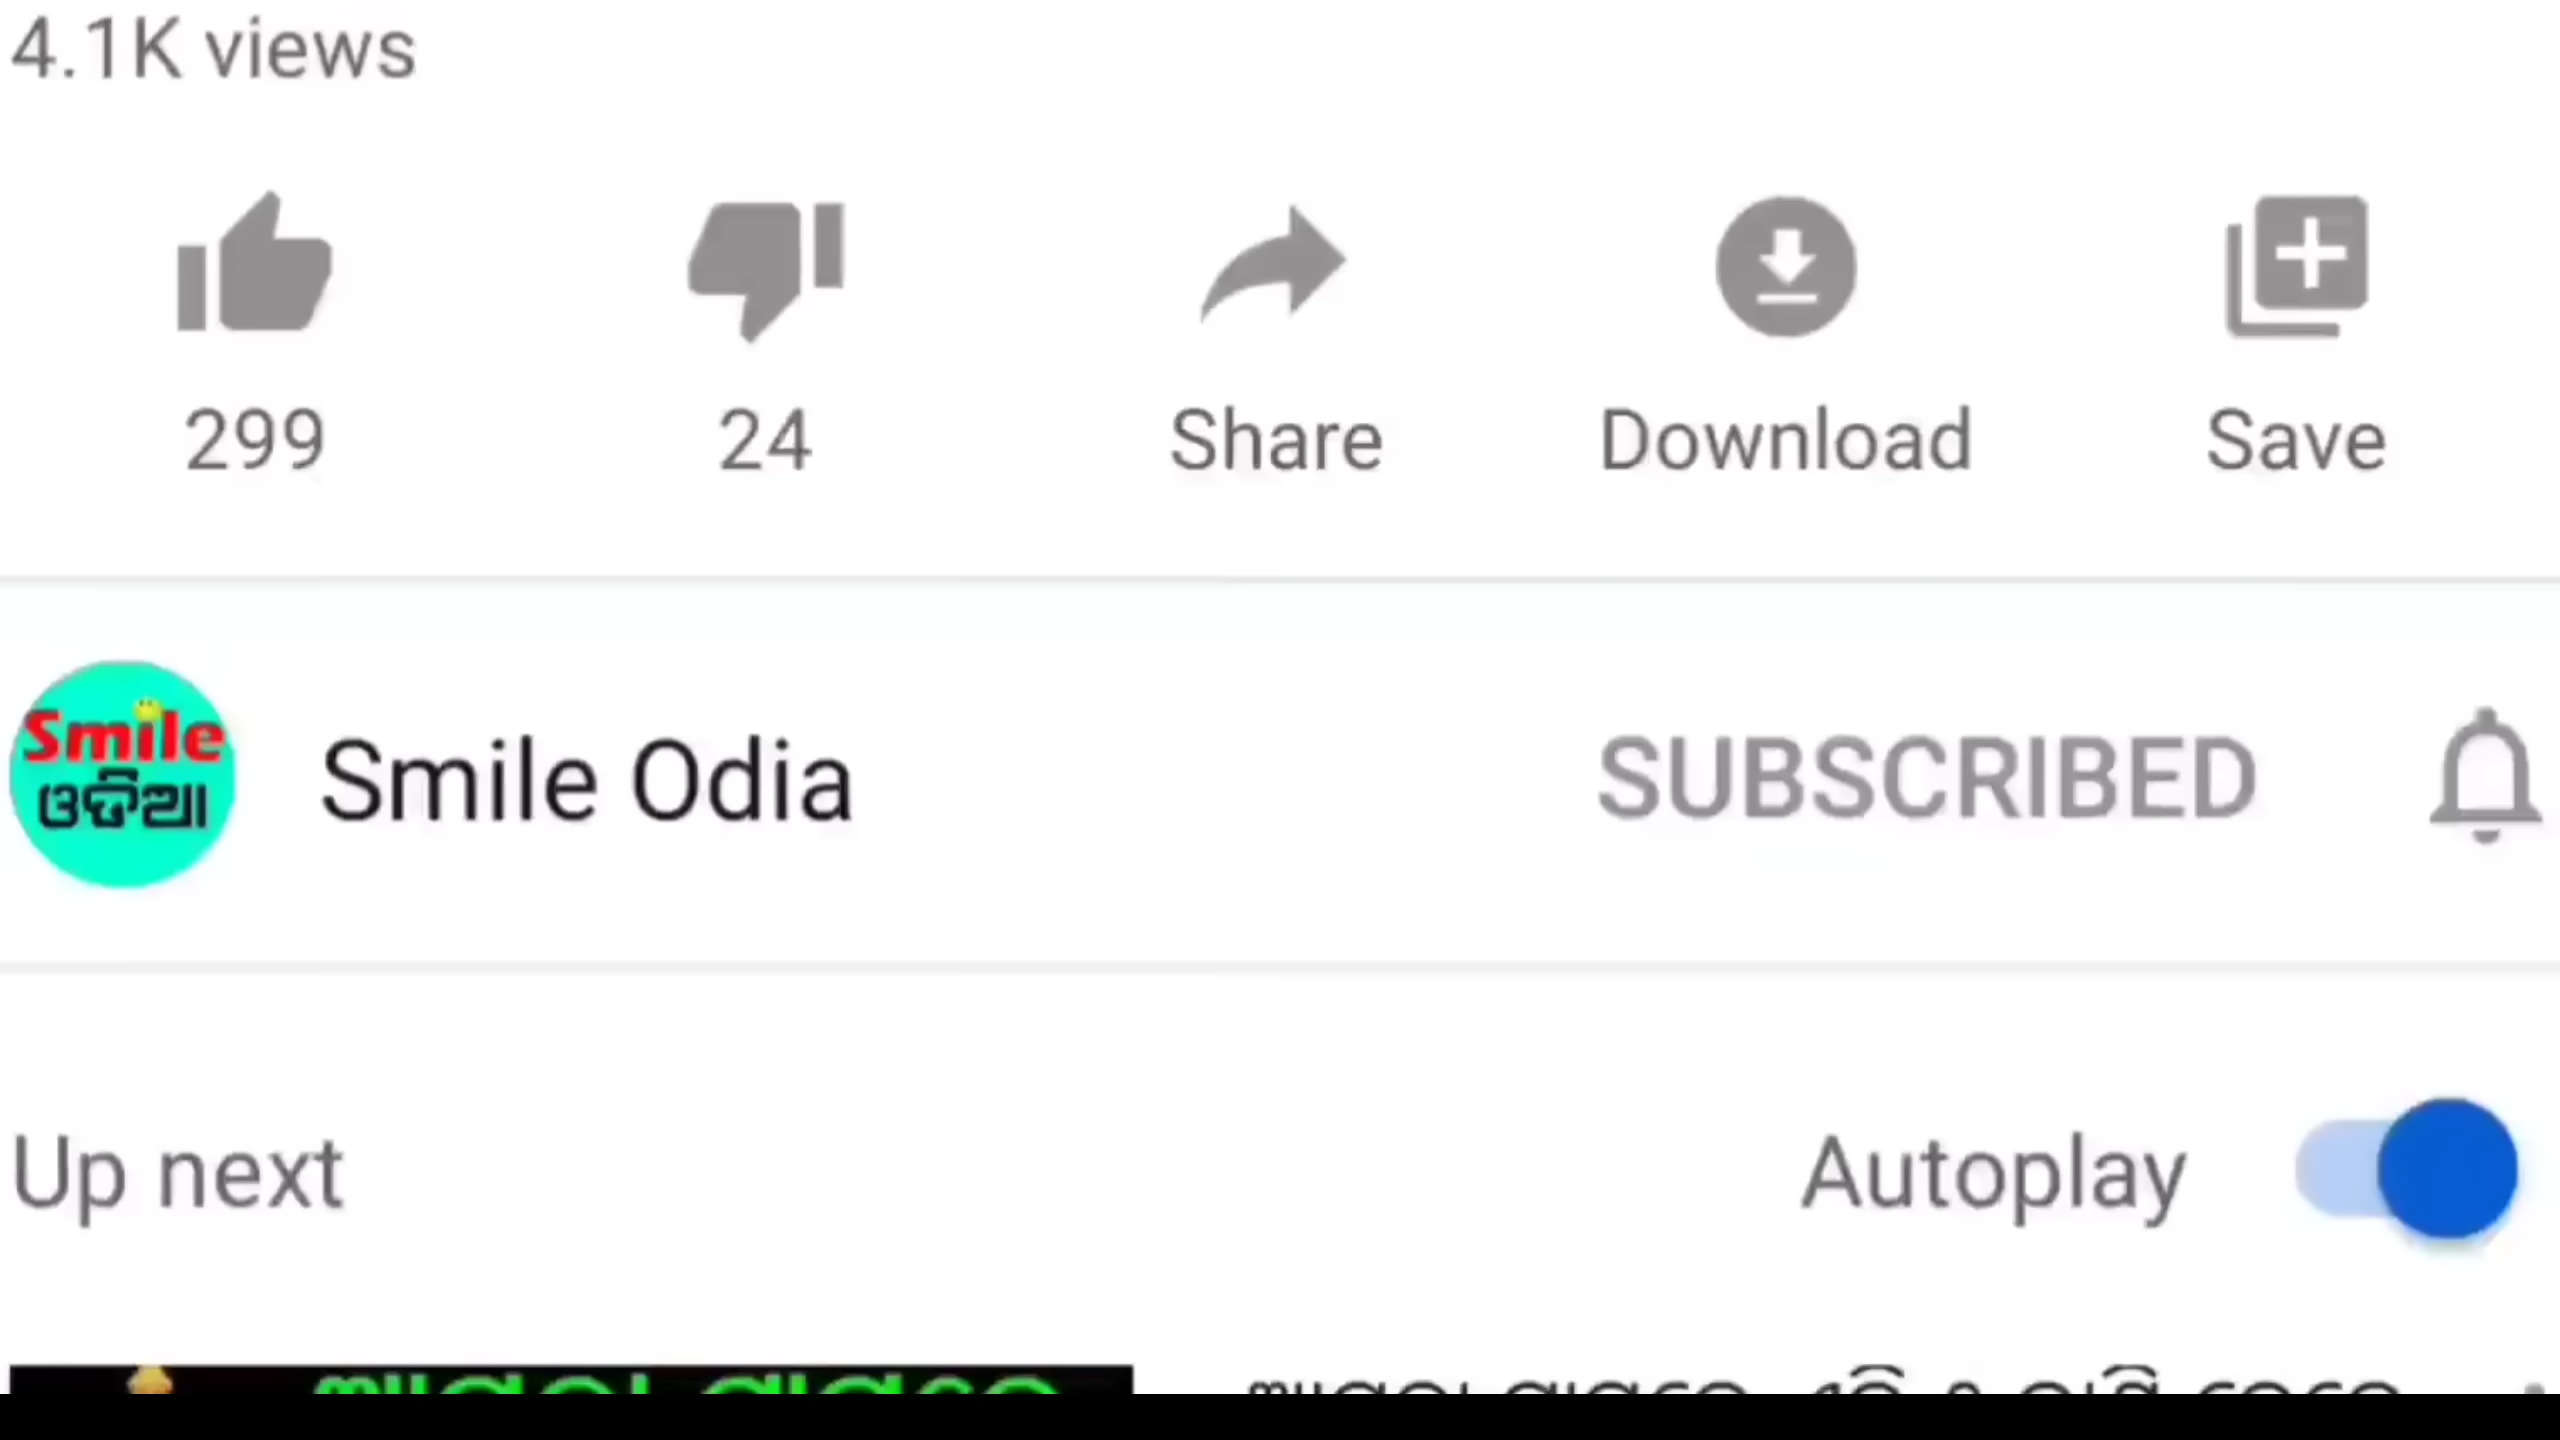 4.1K views
299 24 Share Download Save
Smile
ଓଡିଆ
Smile Odia SUBSCRIBED
Up next Autoplay